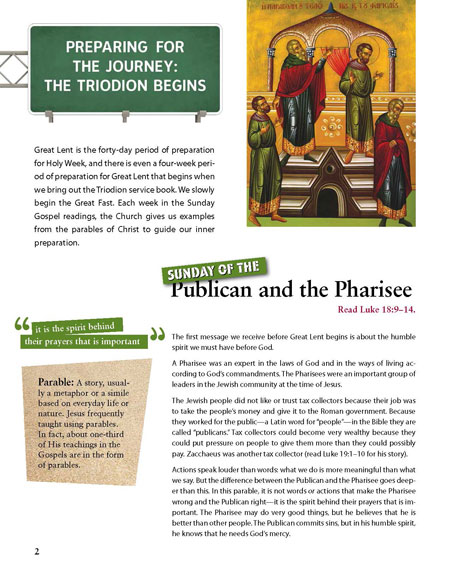 PREPARING FOR
THE JOURNEY:
THE TRIODION BEGINS
Great Lent is the forty-day period of preparation
for Holy Week, and there is even a four-week peri-
od of preparation for Great Lent that begins when
we bring out the Triodion service book. We slowly
begin the Great Fast. Each week in the Sunday
Gospel readings, the Church gives us examples
from the parables of Christ to guide our inner
preparation.
SUNDAY OF THE
Publican and the Pharisee
Read Luke 18:9–14.
“ it is the spirit behind
their prayers that is important ”
Parable: A story, usual-
ly a metaphor or a simile
based on everyday life or
nature. Jesus frequently
taught using parables.
In fact, about one-third
of His teachings in the
Gospels are in the form
of parables.
The first message we receive before Great Lent begins is about the humble
spirit we must have before God.
A Pharisee was an expert in the laws of God and in the ways of living ac-
cording to God's commandments. The Pharisees were an important group of
leaders in the Jewish community at the time of Jesus.
The Jewish people did not like or trust tax collectors because their job was
to take the people's money and give it to the Roman government. Because
they worked for the public—a Latin word for “people”—in the Bible they are
called “publicans.” Tax collectors could become very wealthy because they
could put pressure on people to give them more than they could possibly
pay. Zacchaeus was another tax collector (read Luke 19:1–10 for his story).
Actions speak louder than words: what we do is more meaningful than what
we say. But the difference between the Publican and the Pharisee goes deep-
er than this. In this parable, it is not words or actions that make the Pharisee
wrong and the Publican right—it is the spirit behind their prayers that is im-
portant. The Pharisee may do very good things, but he believes that he is
better than other people. The Publican commits sins, but in his humble spirit,
he knows that he needs God's mercy.
2